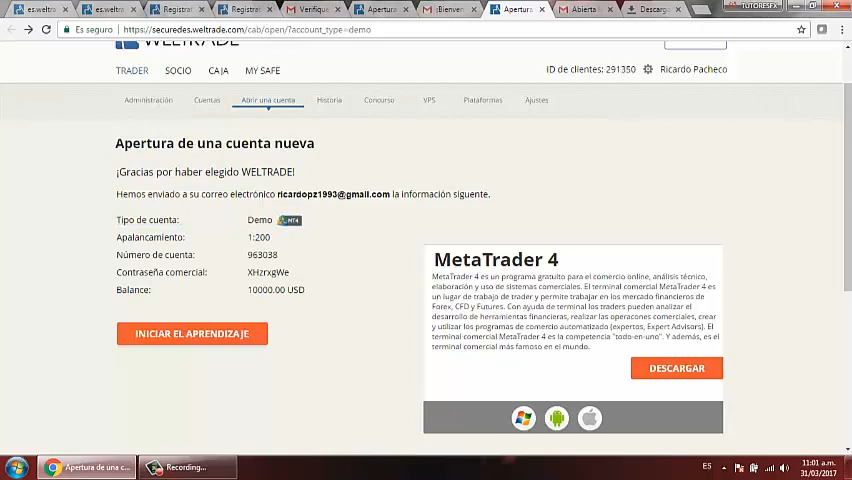 es.weltra
es.weltra
Registrati
Registrati
Verifique
Apertura
¡Bienven
Apertura
Abierta l
Descarga
TUTORESFX
Es seguro
https://securedes.weltrade.com/cab/open/?account_type=demo
WELTRADE
TRADER
SOCIO
CAJA
MY SAFE
ID de clientes: 291350
Ricardo Pacheco
Administración
Cuentas
Abrir una cuenta
Historia
Concurso
VPS
Plataformas
Ajustes
Apertura de una cuenta nueva
¡Gracias por haber elegido WELTRADE!
Hemos enviado a su correo electrónico ricardopz1993@gmail.com la información siguente.
Tipo de cuenta: Demo MT4
Apalancamiento: 1:200
Número de cuenta: 963038
Contraseña comercial: XHzrxgWe
Balance: 10000.00 USD
INICIAR EL APRENDIZAJE
MetaTrader 4
MetaTrader 4 es un programa gratuito para el comercio online, análisis técnico,
elaboración y uso de sistemas comerciales. El terminal comercial MetaTrader 4 es
un lugar de trabajo de trader y permite trabajar en los mercado financieros de
Forex, CFD y Futures. Con ayuda de terminal los traders pueden analizar el
desarrollo de herramientas financieras, realizar las operacones comerciales, crear
y utilizar los programas de comercio automatizado (expertos, Expert Advisors). El
terminal comercial MetaTrader 4 es la competencia "todo-en-uno". Y además, es el
terminal comercial más famoso en el mundo.
DESCARGAR
Apertura de una c...
Recording...
ES
11:01 a.m.
31/03/2017